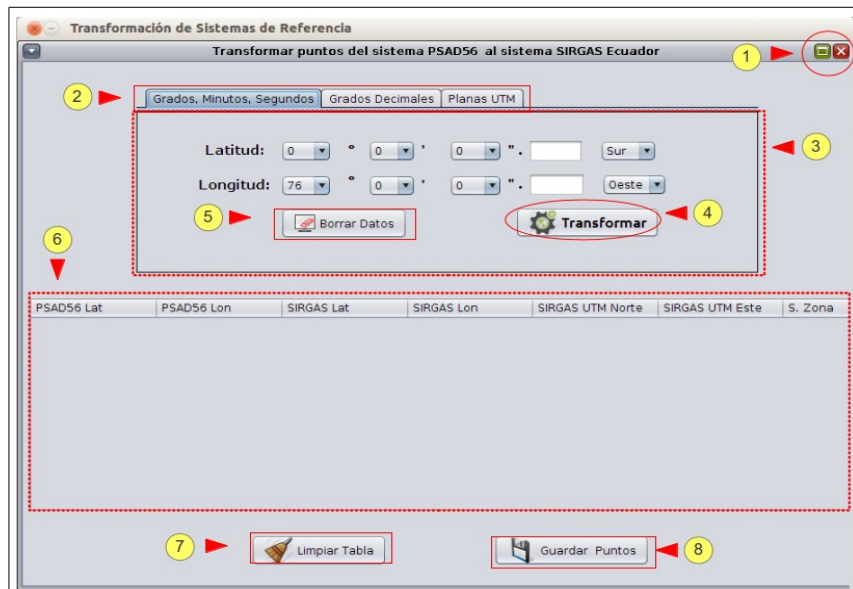 Transformación de Sistemas de Referencia
Transformar puntos del sistema PSAD56 al sistema SIRGAS Ecuador
1
2
Grados, Minutos, Segundos Grados Decimales Planas UTM
3
Latitud: 0 ° 0 ' 0 ". Sur
Longitud: 76 ° 0 ' 0 ". Oeste
4
5
Borrar Datos Transformar
6
PSAD56 Lat PSAD56 Lon SIRGAS Lat SIRGAS Lon SIRGAS UTM Norte SIRGAS UTM Este S. Zona
7 Limpiar Tabla Guardar Puntos 8